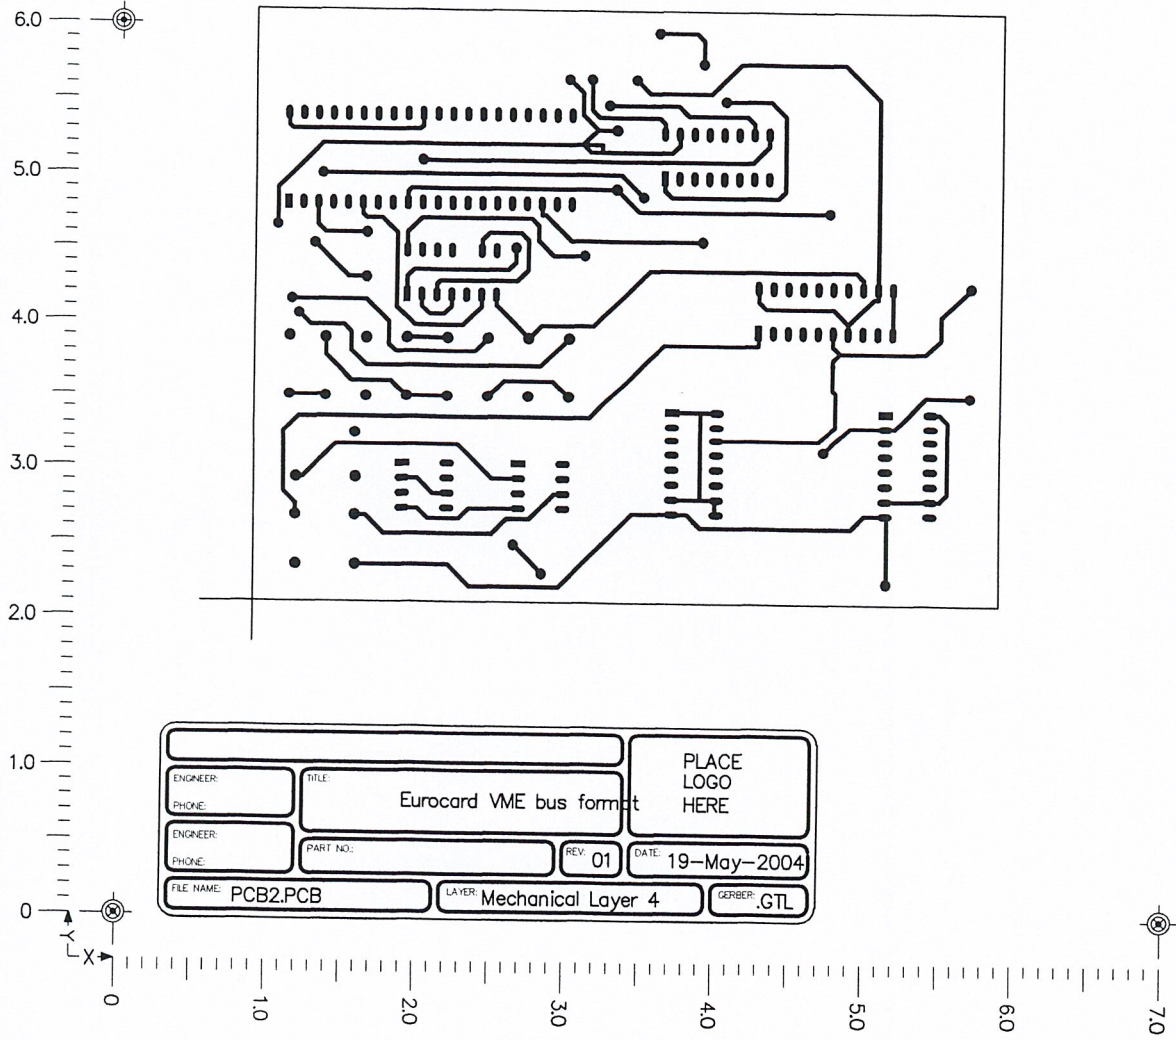 6.0
5.0
4.0
3.0
2.0
1.0
0
PLACE
LOGO
HERE
ENGINEER:
PHONE:
TITLE:
Eurocard VME bus format
ENGINEER:
PHONE:
PART NO.:
REV: 01
DATE: 19-May-2004
FILE NAME: PCB2.PCB
LAYER: Mechanical Layer 4
GERBER: .GTL
Y
X
0
1.0
2.0
3.0
4.0
5.0
6.0
7.0